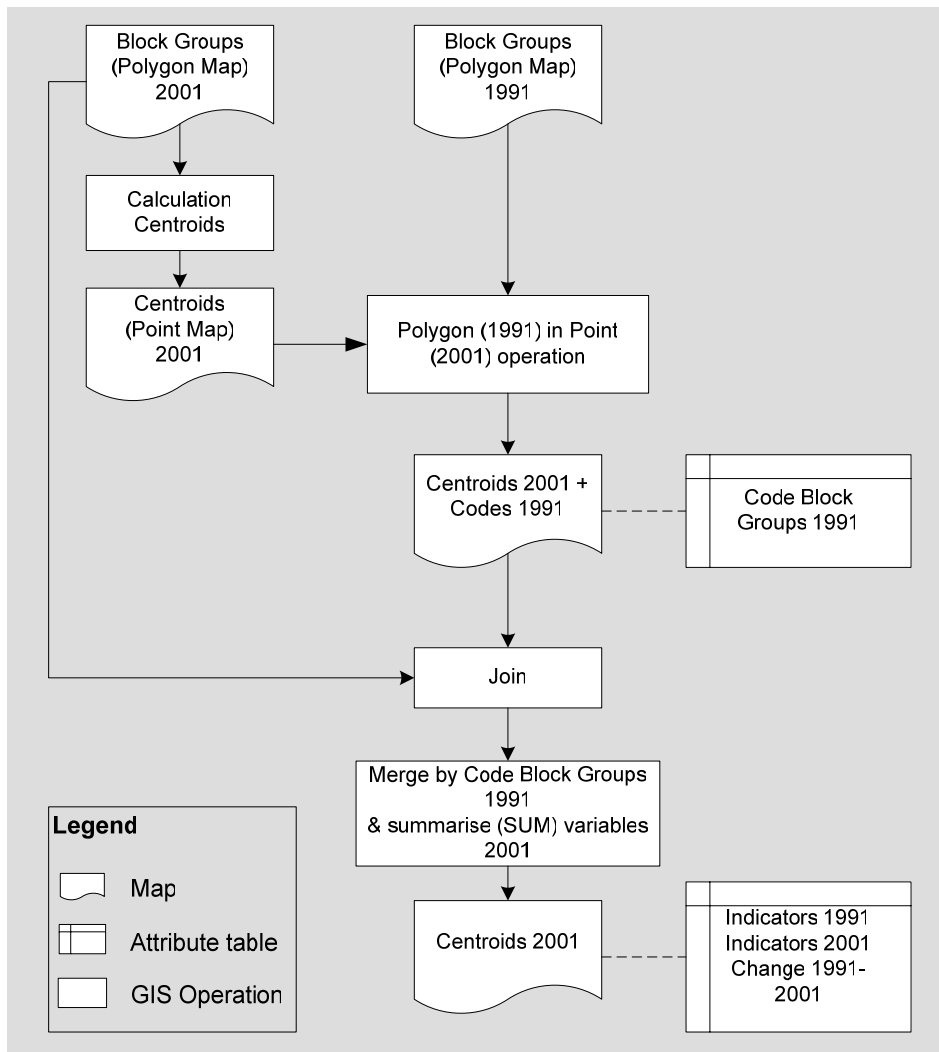 Block Groups
(Polygon Map)
2001
Block Groups
(Polygon Map)
1991
Calculation
Centroids
Centroids
(Point Map)
2001
Polygon (1991) in Point
(2001) operation
Centroids 2001 +
Codes 1991
Code Block
Groups 1991
Join
Merge by Code Block Groups
1991
& summarise (SUM) variables
2001
Centroids 2001
Indicators 1991
Indicators 2001
Change 1991-
2001
Legend
Map
Attribute table
GIS Operation